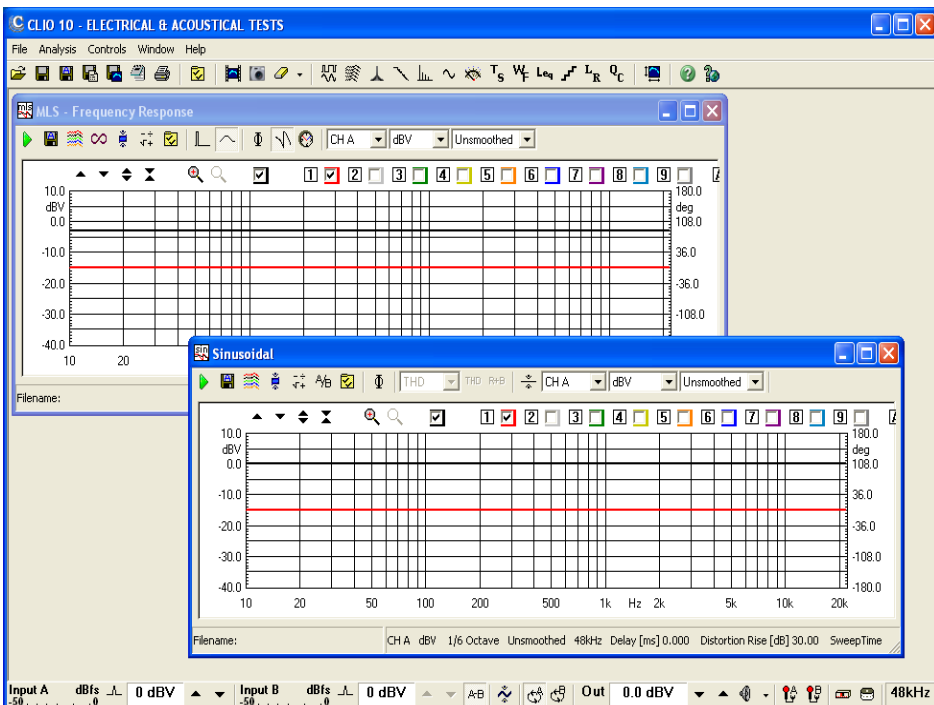 CLIO 10 - ELECTRICAL & ACOUSTICAL TESTS
File Analysis Controls Window Help
TS WF Leq LR QC
MLS - Frequency Response
CH A dBV Unsmoothed
1 2 3 4 5 6 7 8 9
10.0 180.0
dBV deg
0.0 108.0
-10.0 36.0
-20.0 -36.0
-30.0 -108.0
-40.0
10 20
Filename:
Sinusoidal
A/B THD THD R+B CH A dBV Unsmoothed
1 2 3 4 5 6 7 8 9
10.0 180.0
dBV deg
0.0 108.0
-10.0 36.0
-20.0 -36.0
-30.0 -108.0
-40.0 -180.0
10 20 50 100 200 500 1k Hz 2k 5k 10k 20k
Filename: CH A dBV 1/6 Octave Unsmoothed 48kHz Delay [ms] 0.000 Distortion Rise [dB] 30.00 SweepTime
Input A dBfs 0 dBV Input B dBfs 0 dBV A-B Out 0.0 dBV 48kHz
-50 0 -50 0